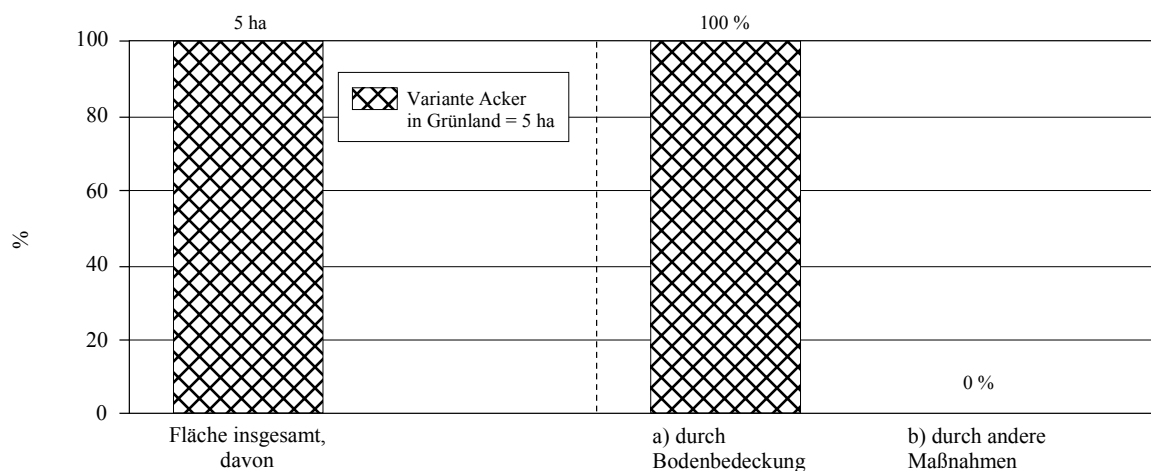 5 ha
100 %
100
80
60
40
20
0
%
Variante Acker
in Grünland = 5 ha
0 %
Fläche insgesamt,
davon
a) durch
Bodenbedeckung
b) durch andere
Maßnahmen